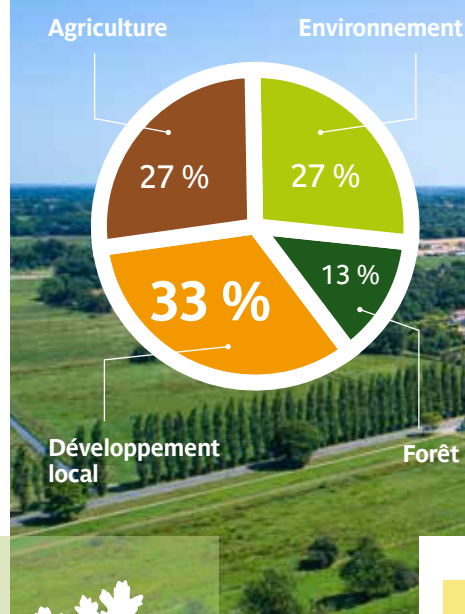 Agriculture
Environnement
27 %
27 %
13 %
33 %
Développement
local
Forêt